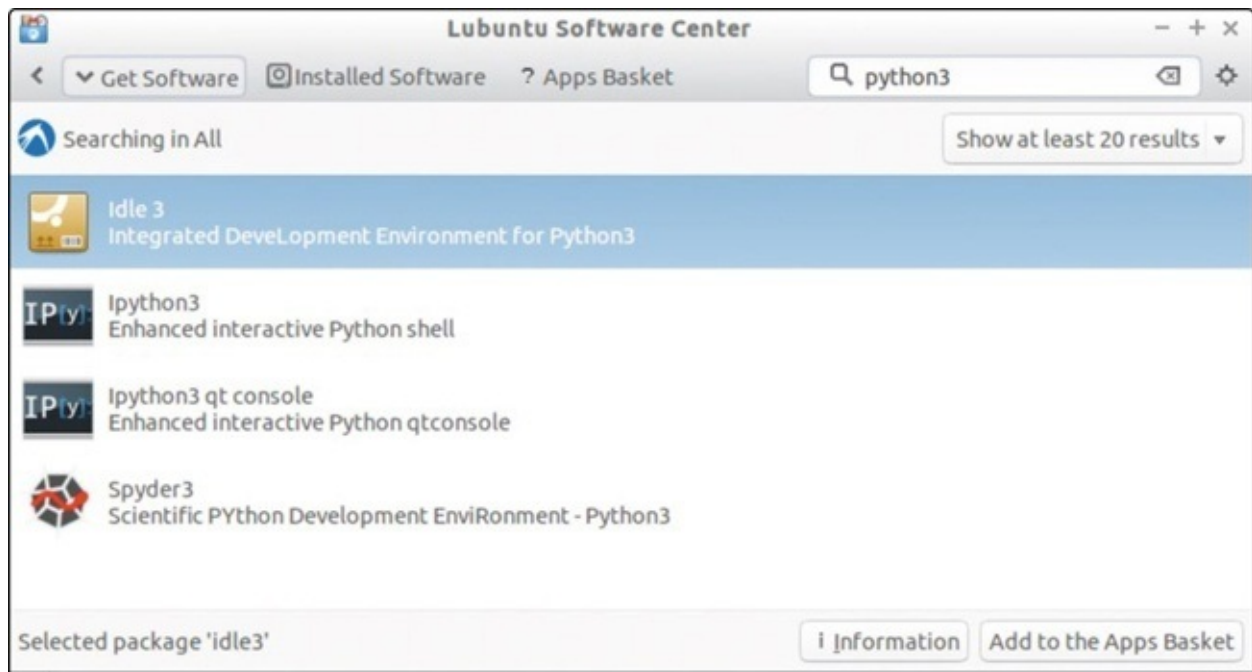 Lubuntu Software Center
Get Software Installed Software ? Apps Basket python3
Searching in All Show at least 20 results
Idle 3
Integrated DeveLopment Environment for Python3
IP[y]: Ipython3
Enhanced interactive Python shell
IP[y]: Ipython3 qt console
Enhanced interactive Python qtconsole
Spyder3
Scientific PYthon Development EnviRonment - Python3
Selected package 'idle3' i Information Add to the Apps Basket